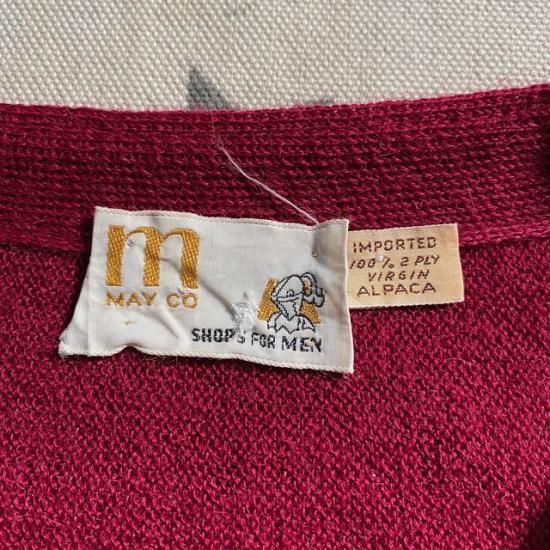 m
MAY CO
SHOPS FOR MEN
IMPORTED
100% 2 PLY
VIRGIN
ALPACA